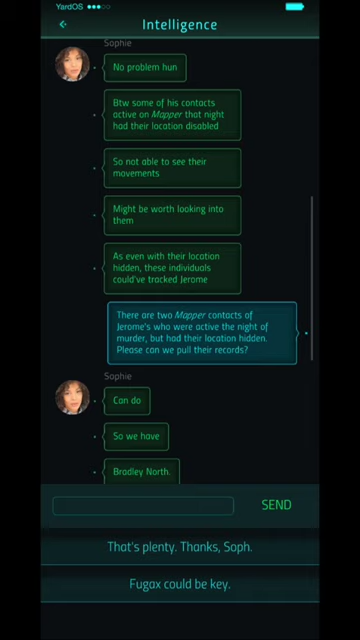 YardOS
Intelligence
Sophie
No problem hun
Btw some of his contacts
active on Mapper that night
had their location disabled
So not able to see their
movements
Might be worth looking into
them
As even with their location
hidden, these individuals
could've tracked Jerome
There are two Mapper contacts of
Jerome's who were active the night of
murder, but had their location hidden.
Please can we pull their records?
Sophie
Can do
So we have
Bradley North.
SEND
That's plenty. Thanks, Soph.
Fugax could be key.